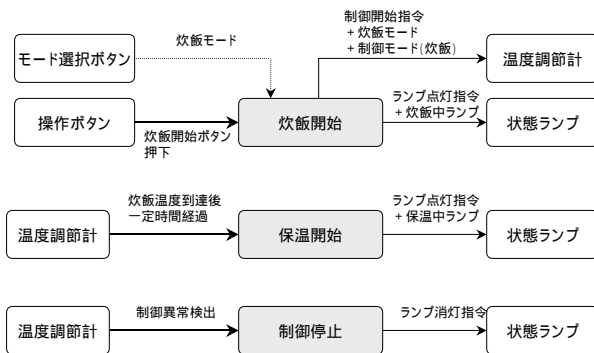 制御開始指令
+ 炊飯モード
+ 制御モード(炊飯)
炊飯モード
モード選択ボタン
温度調節計
ランプ点灯指令
+ 炊飯中ランプ
操作ボタン
炊飯開始
状態ランプ
炊飯開始ボタン
押下
炊飯温度到達後
一定時間経過
ランプ点灯指令
+ 保温中ランプ
温度調節計
保温開始
状態ランプ
制御異常検出
ランプ消灯指令
温度調節計
制御停止
状態ランプ